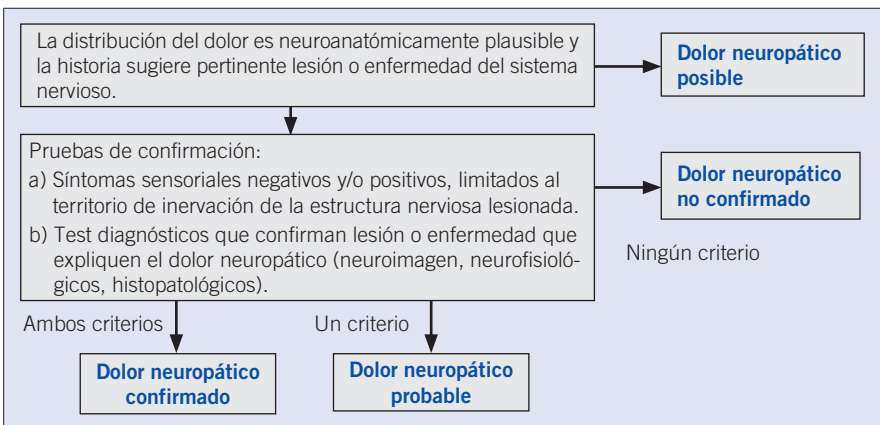 La distribución del dolor es neuroanatómicamente plausible y
la historia sugiere pertinente lesión o enfermedad del sistema
nervioso.
Dolor neuropático
posible
Pruebas de confirmación:
a) Síntomas sensoriales negativos y/o positivos, limitados al
territorio de inervación de la estructura nerviosa lesionada.
b) Test diagnósticos que confirman lesión o enfermedad que
expliquen el dolor neuropático (neuroimagen, neurofisioló-
gicos, histopatológicos).
Dolor neuropático
no confirmado
Ningún criterio
Ambos criterios
Un criterio
Dolor neuropático
confirmado
Dolor neuropático
probable